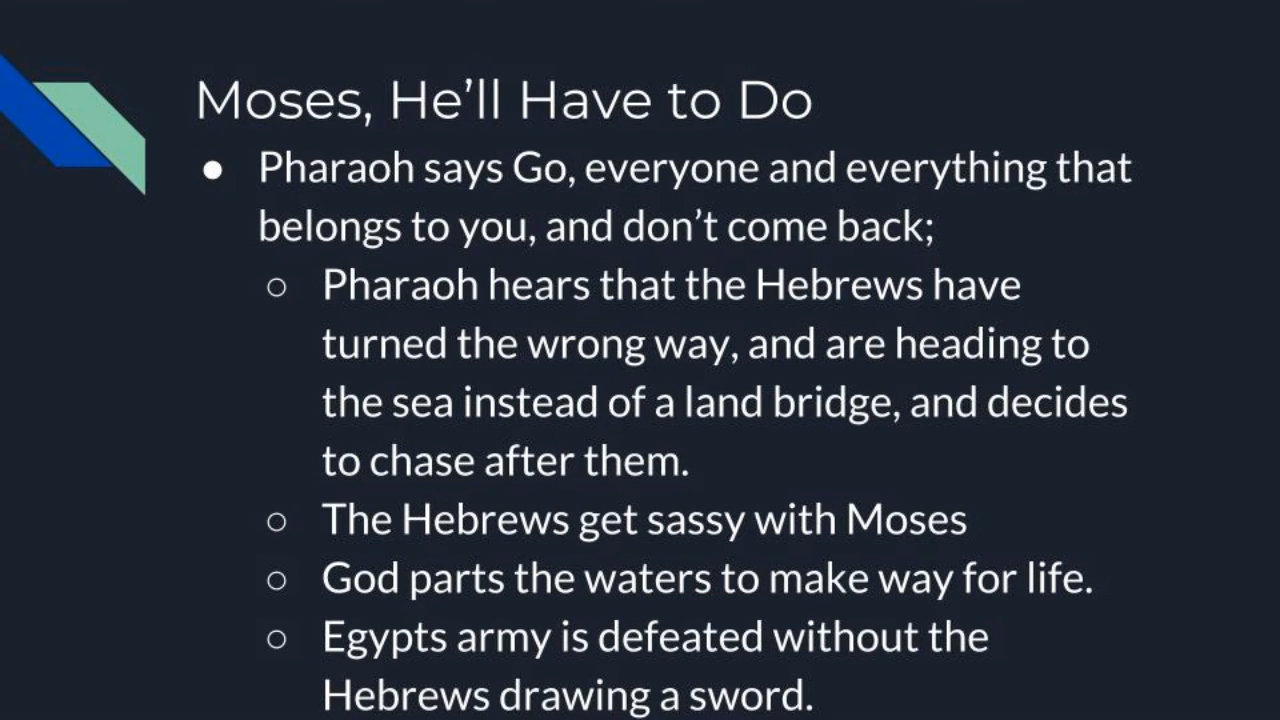 Moses, He’ll Have to Do
● Pharaoh says Go, everyone and everything that
belongs to you, and don’t come back;
○ Pharaoh hears that the Hebrews have
turned the wrong way, and are heading to
the sea instead of a land bridge, and decides
to chase after them.
○ The Hebrews get sassy with Moses
○ God parts the waters to make way for life.
○ Egypts army is defeated without the
Hebrews drawing a sword.